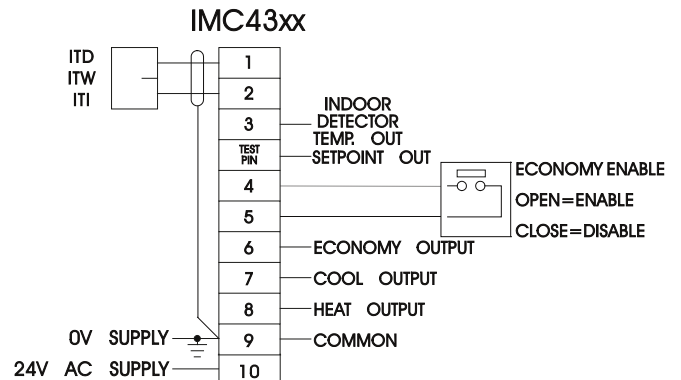 IMC43xx
ITD
ITW
ITI
1
2
3
TEST
PIN
4
5
6
7
8
9
10
INDOOR
DETECTOR
TEMP. OUT
SETPOINT OUT
ECONOMY OUTPUT
COOL OUTPUT
HEAT OUTPUT
COMMON
ECONOMY ENABLE
OPEN=ENABLE
CLOSE=DISABLE
0V SUPPLY
24V AC SUPPLY